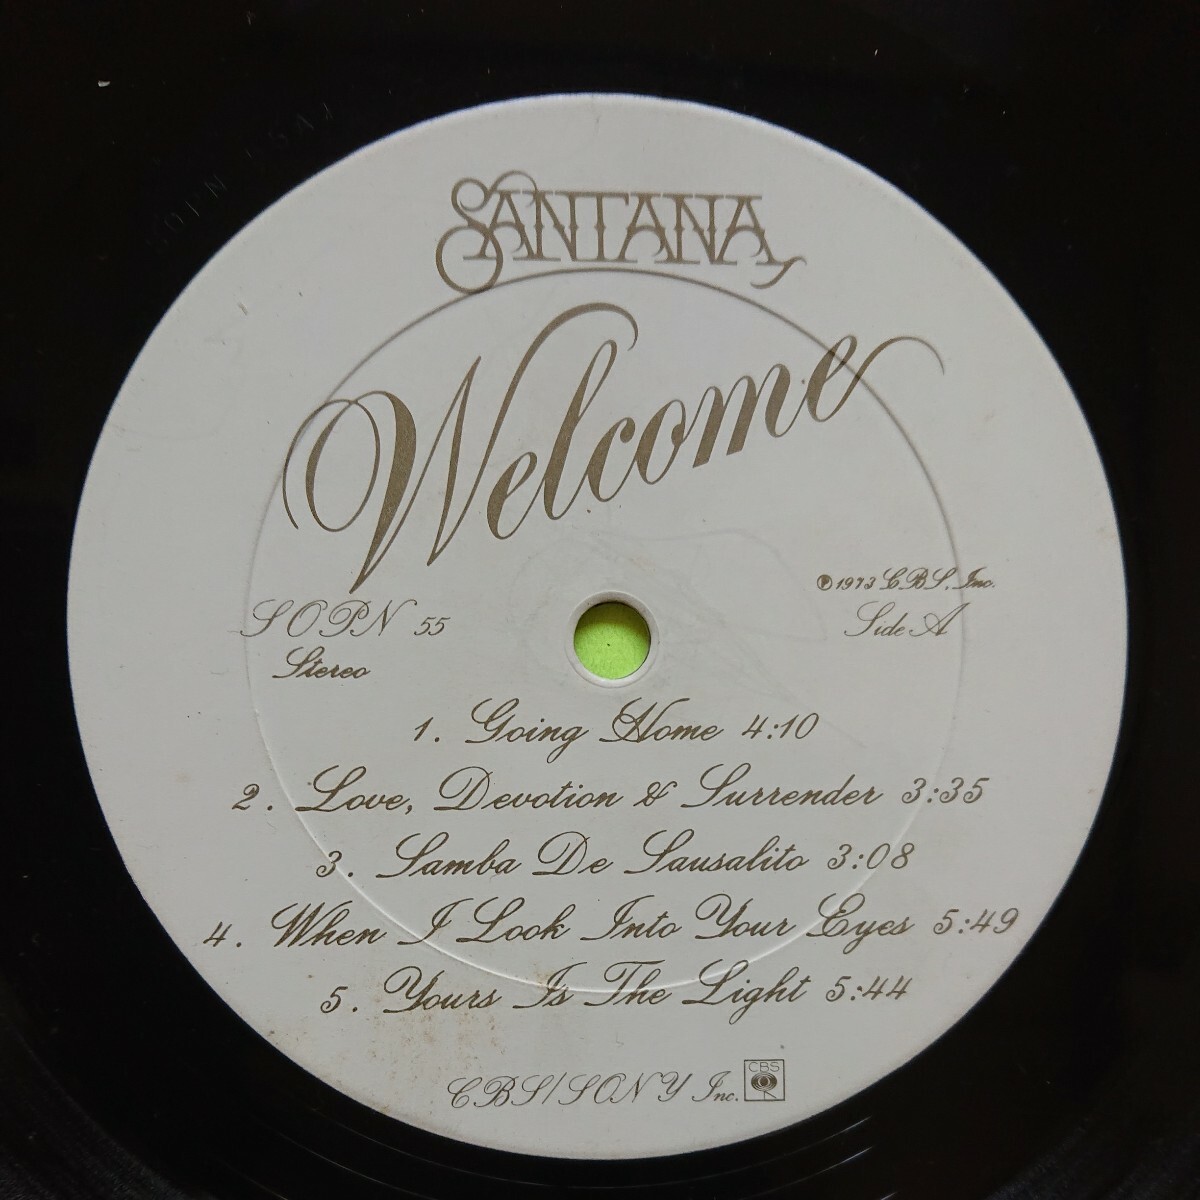 SANTANA
Welcome
℗1973 CBS, Inc.
SOPN 55
Side A
Stereo
1. Going Home 4:10
2. Love, Devotion & Surrender 3:35
3. Samba De Sausalito 3:08
4. When I Look Into Your Eyes 5:49
5. Yours Is The Light 5:44
CBS/SONY Inc.
CBS